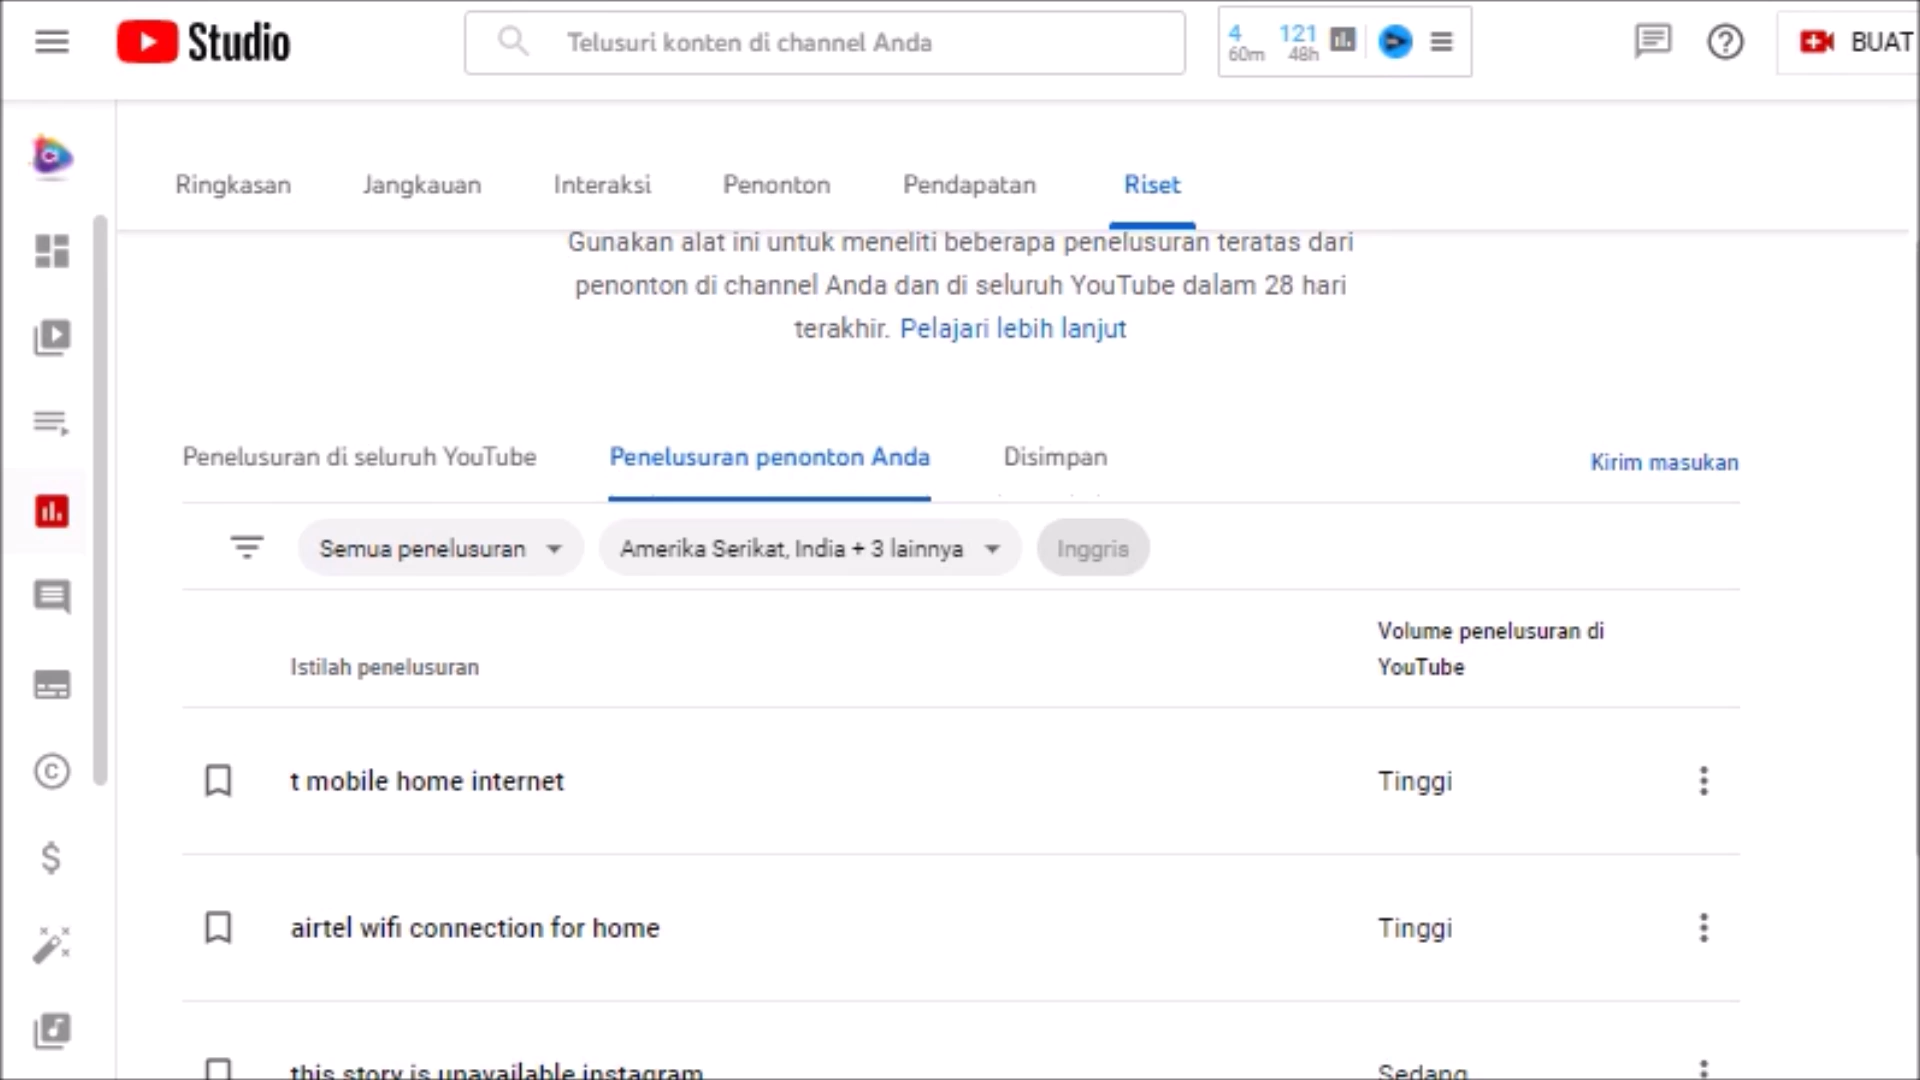 Studio
Telusuri konten di channel Anda
4 121
60m 48h
BUAT
Ringkasan Jangkauan Interaksi Penonton Pendapatan Riset
Gunakan alat ini untuk meneliti beberapa penelusuran teratas dari
penonton di channel Anda dan di seluruh YouTube dalam 28 hari
terakhir. Pelajari lebih lanjut
Penelusuran di seluruh YouTube Penelusuran penonton Anda Disimpan Kirim masukan
Semua penelusuran Amerika Serikat, India + 3 lainnya Inggris
Istilah penelusuran
Volume penelusuran di
YouTube
t mobile home internet Tinggi
airtel wifi connection for home Tinggi
this story is unavailable instagram Sedang